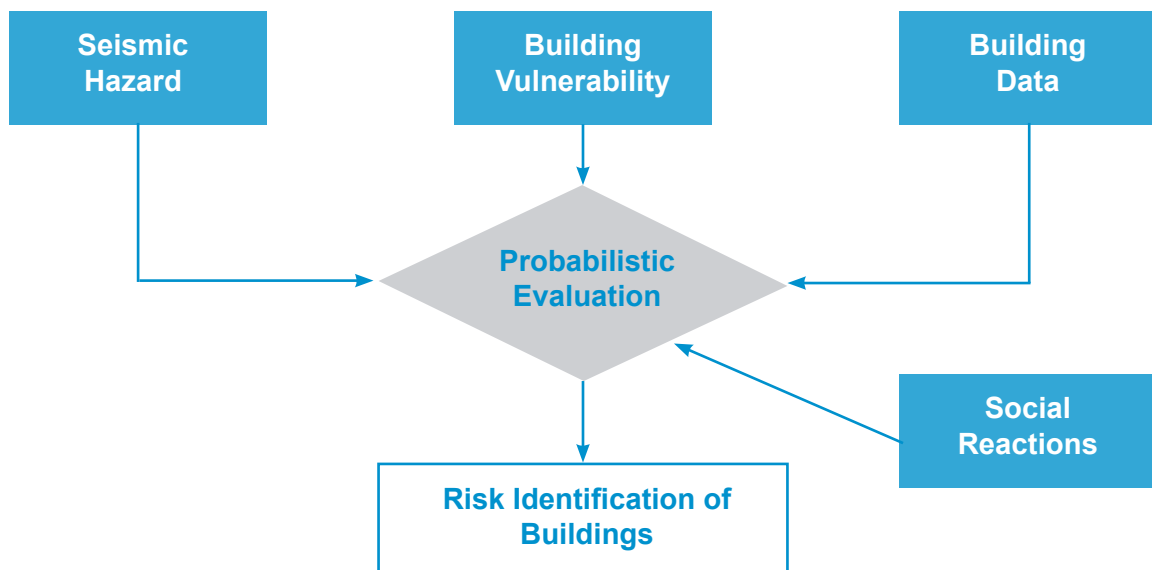 Seismic
Hazard
Building
Vulnerability
Building
Data
Probabilistic
Evaluation
Social
Reactions
Risk Identification of
Buildings